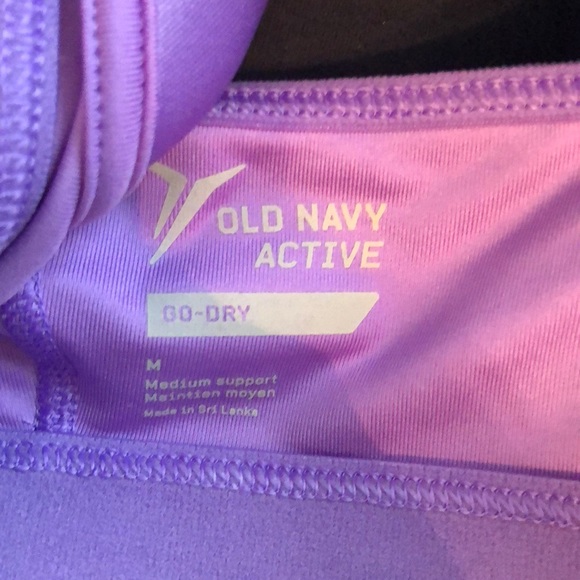 OLD NAVY
ACTIVE
GO-DRY
M
Medium support
Maintien moyen
Made in Sri Lanka